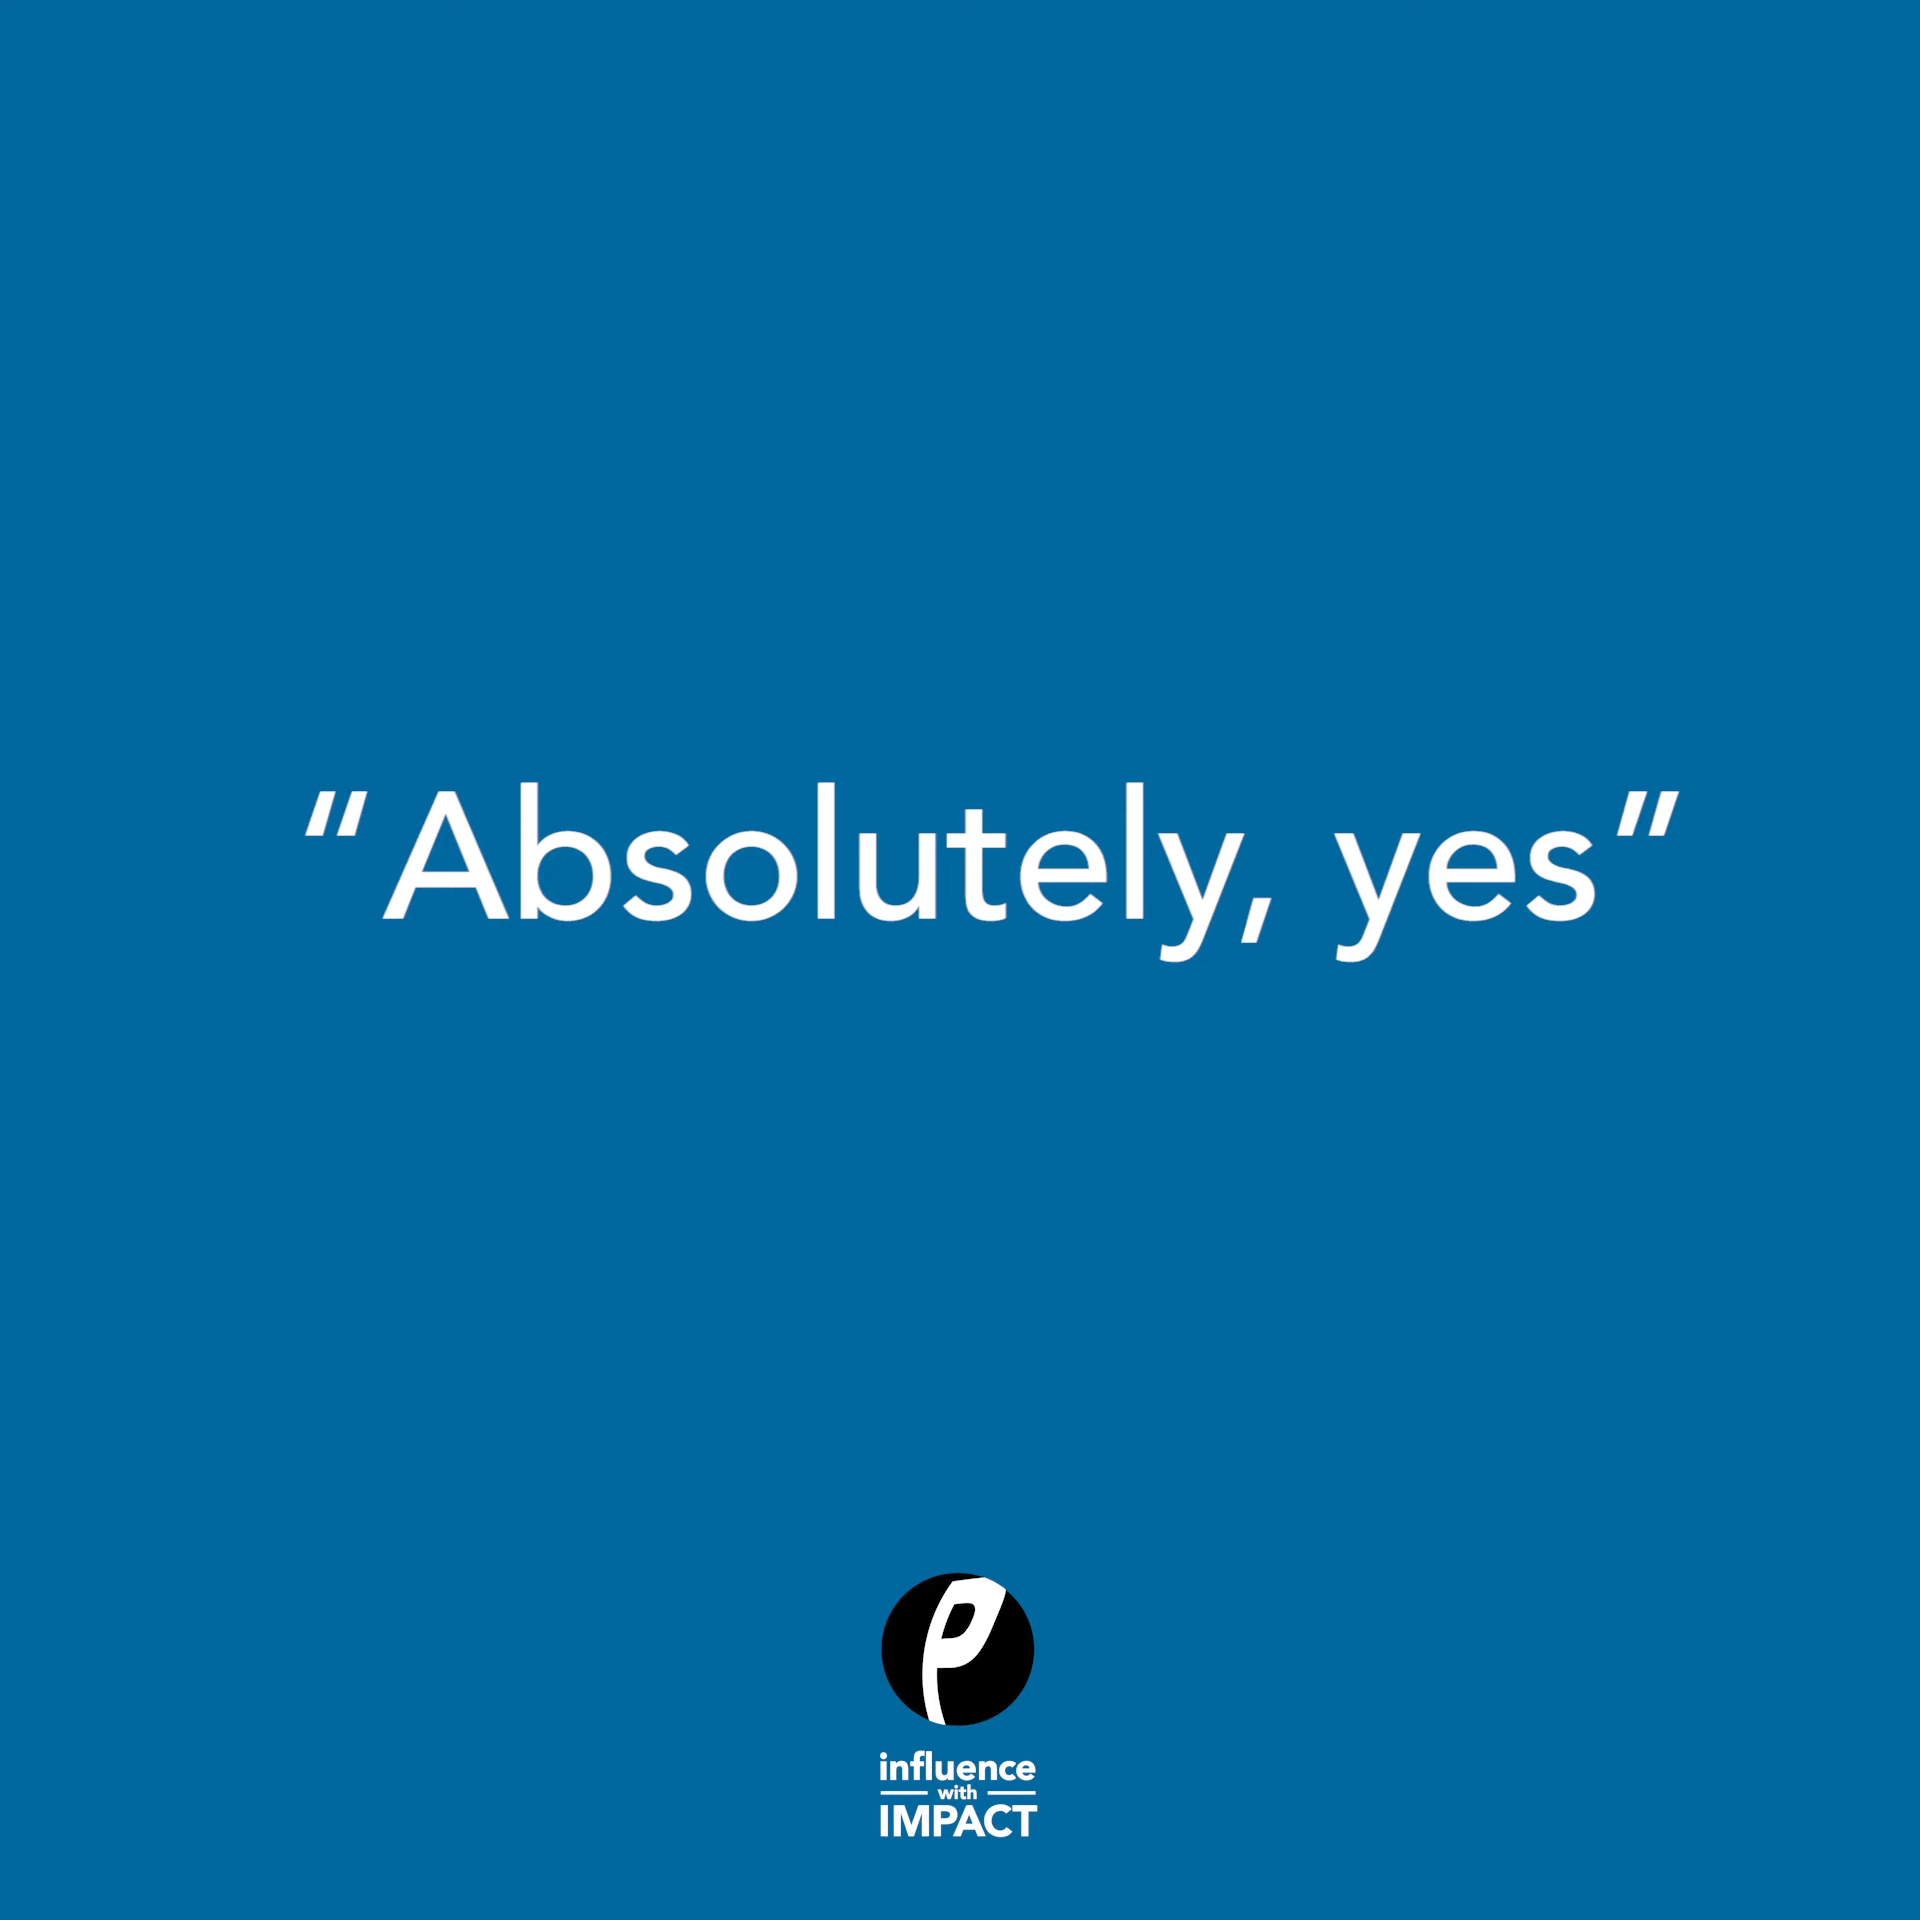 “Absolutely, yes”
P
influence
with
IMPACT